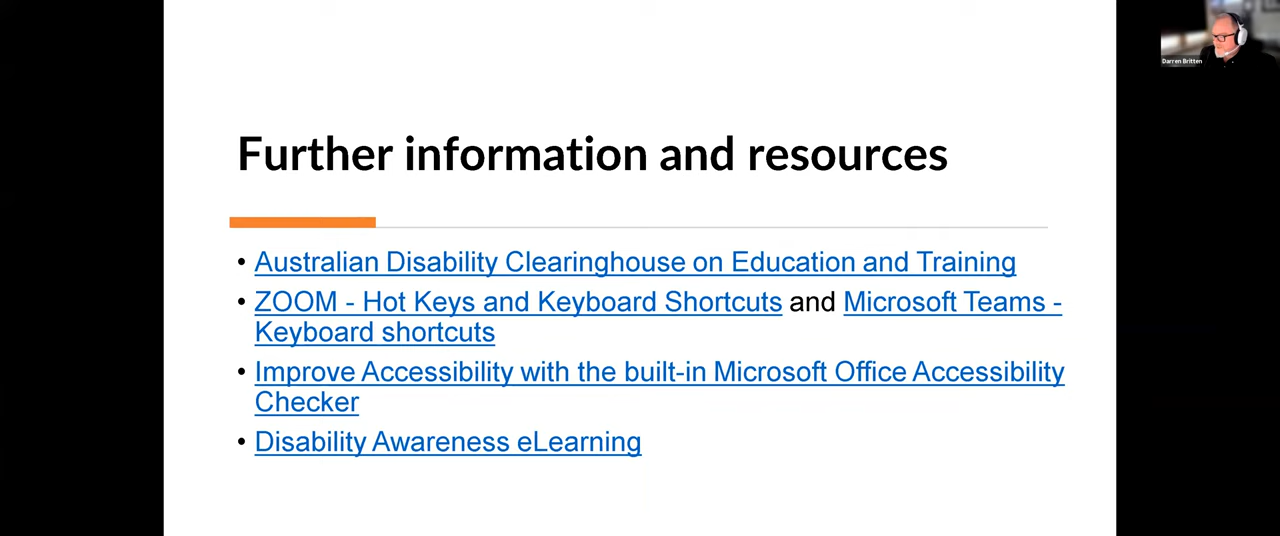 Darren Britten
Further information and resources
• Australian Disability Clearinghouse on Education and Training
• ZOOM - Hot Keys and Keyboard Shortcuts and Microsoft Teams -
Keyboard shortcuts
• Improve Accessibility with the built-in Microsoft Office Accessibility
Checker
• Disability Awareness eLearning